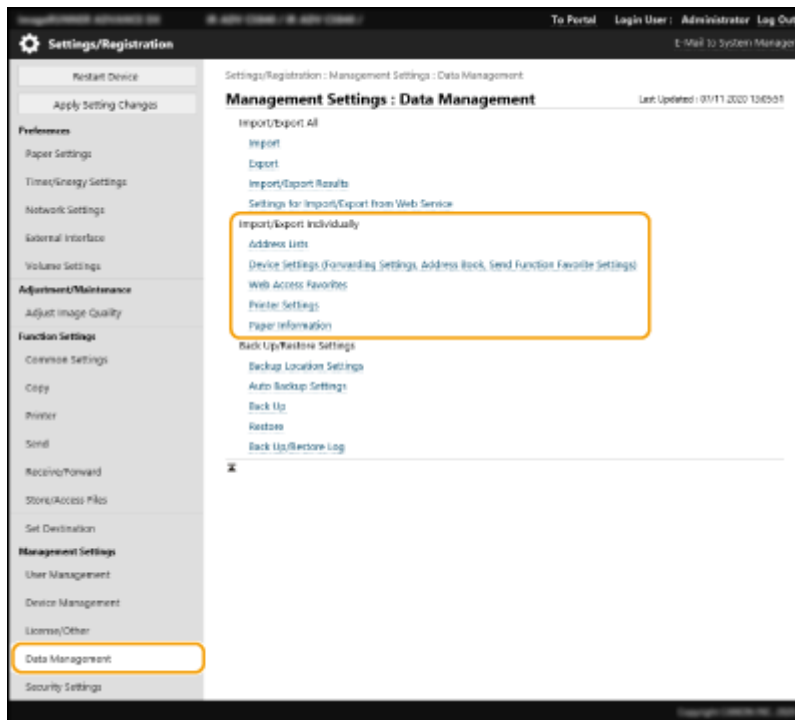 To Portal Login User : Administrator Log Out
Settings/Registration
E-Mail to System Manager
Restart Device
Apply Setting Changes
Preferences
Paper Settings
Timer/Energy Settings
Network Settings
External Interface
Volume Settings
Adjustment/Maintenance
Adjust Image Quality
Function Settings
Common Settings
Copy
Printer
Send
Receive/Forward
Store/Access Files
Set Destination
Management Settings
User Management
Device Management
License/Other
Data Management
Security Settings
Settings/Registration : Management Settings : Data Management
Management Settings : Data Management
Last Updated : 01/11 2020 13:05:51
Import/Export All
Import
Export
Import/Export Results
Settings for Import/Export from Web Service
Import/Export Individually
Address Lists
Device Settings (Forwarding Settings, Address Book, Send Function Favorite Settings)
Web Access Favorites
Printer Settings
Paper Information
Back Up/Restore Settings
Backup Location Settings
Auto Backup Settings
Back Up
Restore
Back Up/Restore Log